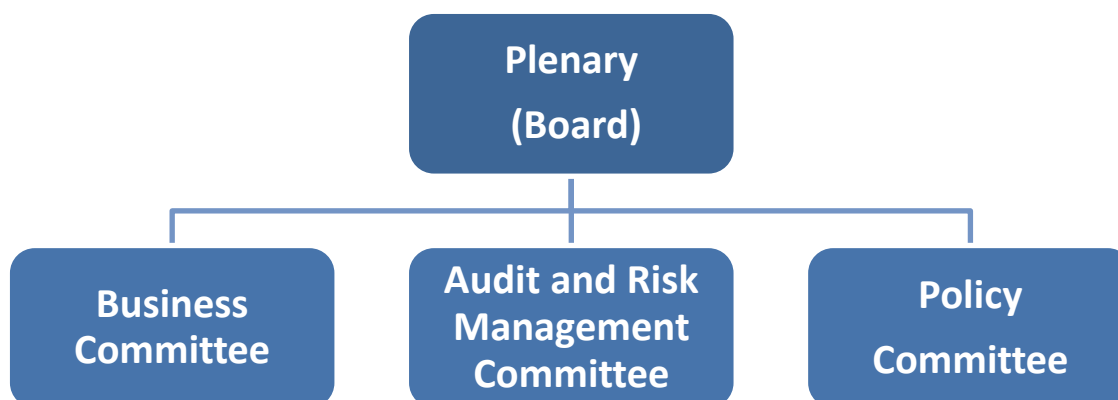 Plenary
(Board)
Business
Committee
Audit and Risk
Management
Committee
Policy
Committee